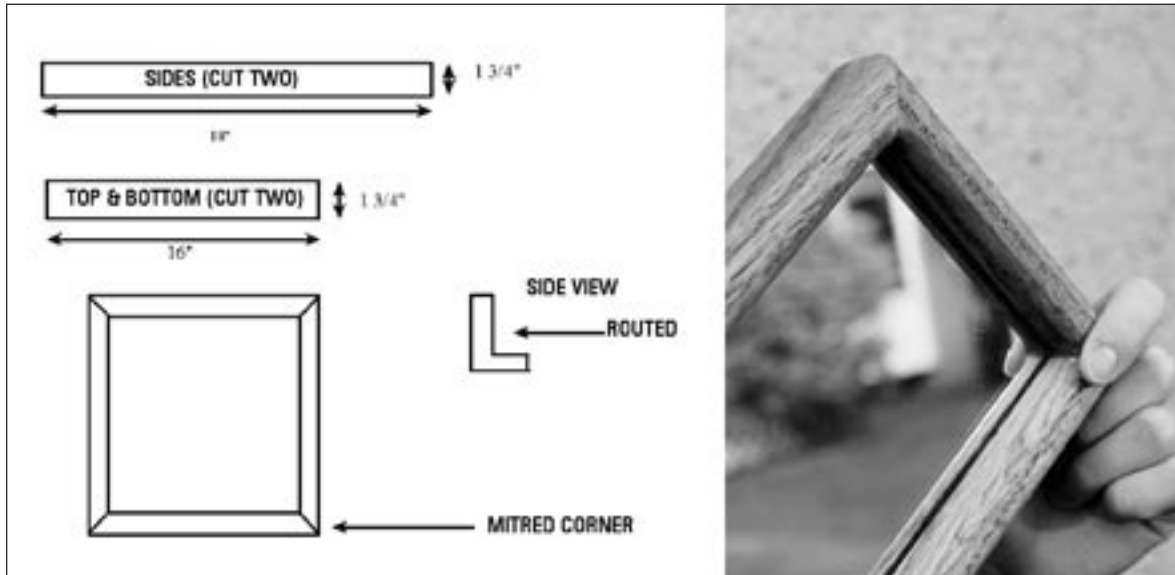 SIDES (CUT TWO)
1 3/4"
TOP & BOTTOM (CUT TWO)
1 3/4"
16"
SIDE VIEW
ROUTED
MITRED CORNER